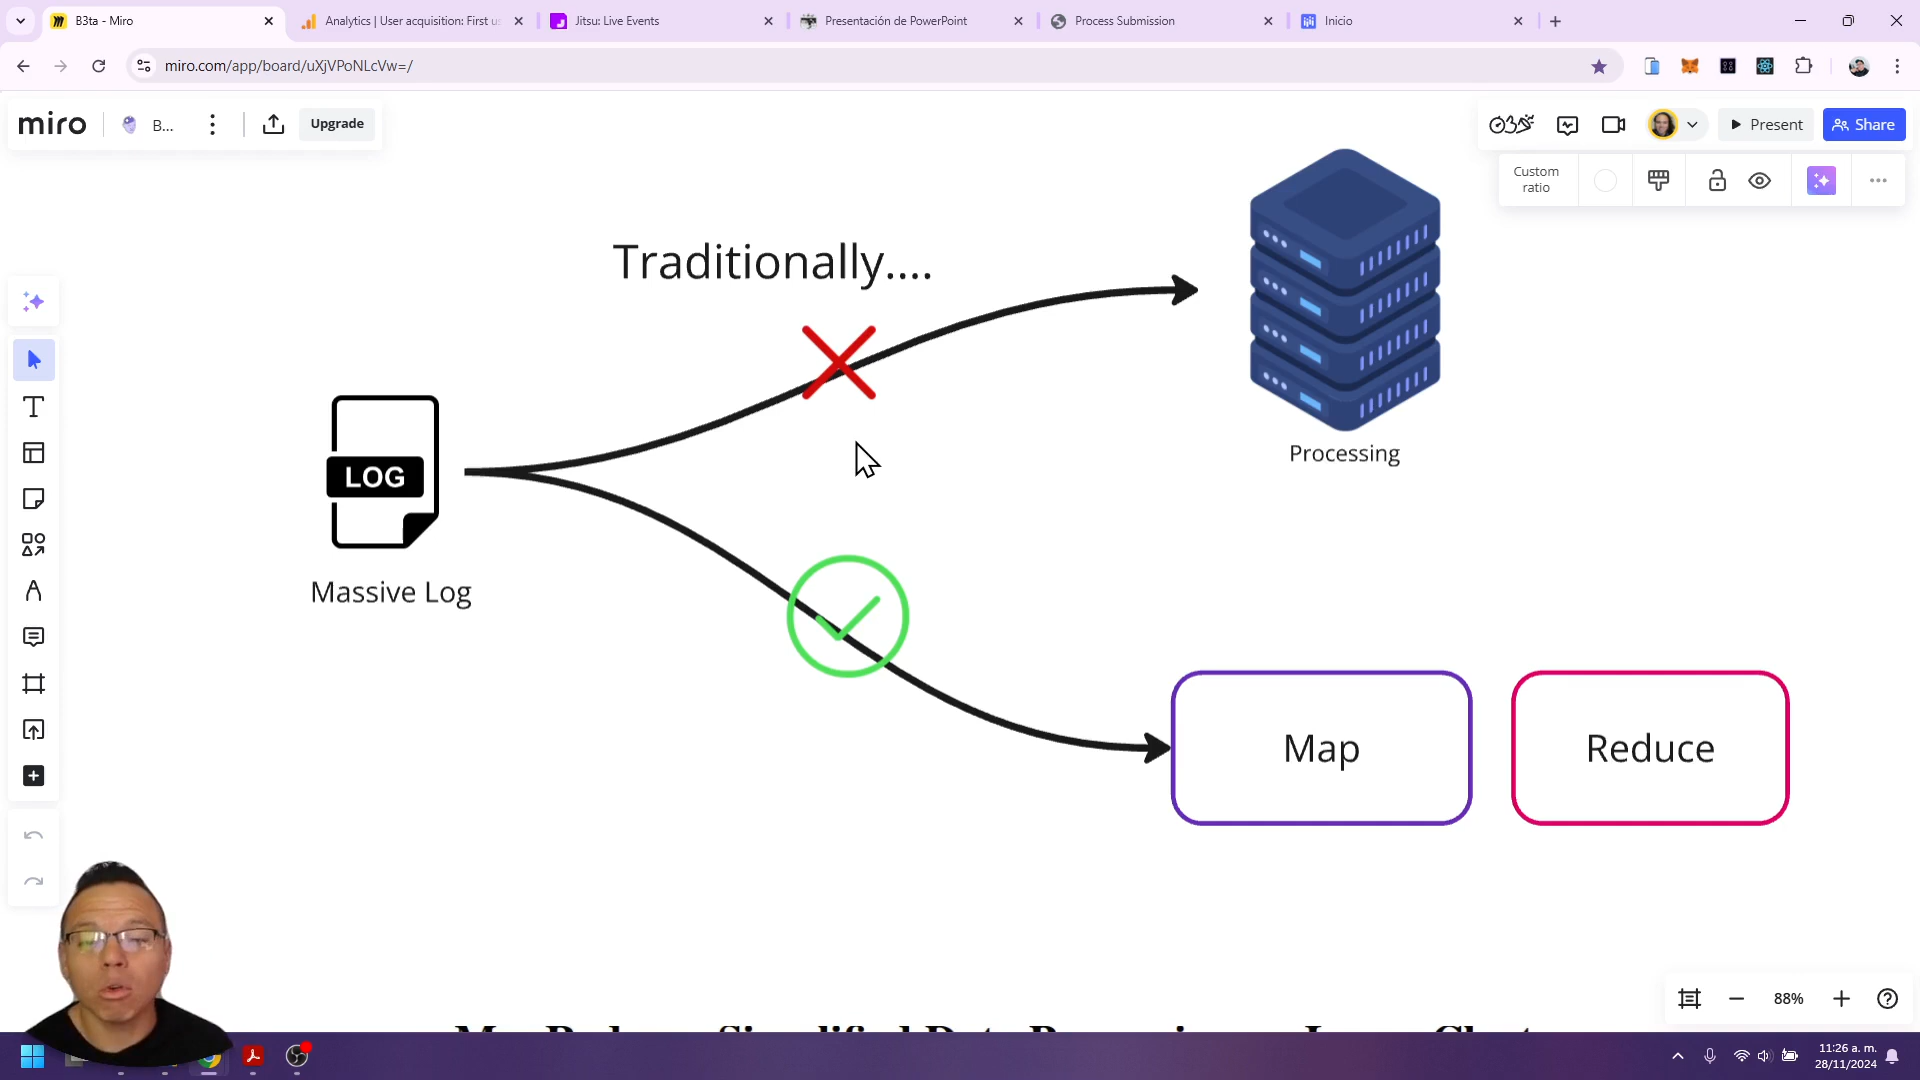 B3ta - Miro
Analytics | User acquisition: First us
Jitsu: Live Events
Presentación de PowerPoint
Process Submission
Inicio
miro.com/app/board/uXjVPoNLcVw=/
miro
B...
Upgrade
Present
Share
Custom
ratio
Traditionally....
LOG
Massive Log
Processing
Map
Reduce
88%
11:26 a. m.
28/11/2024